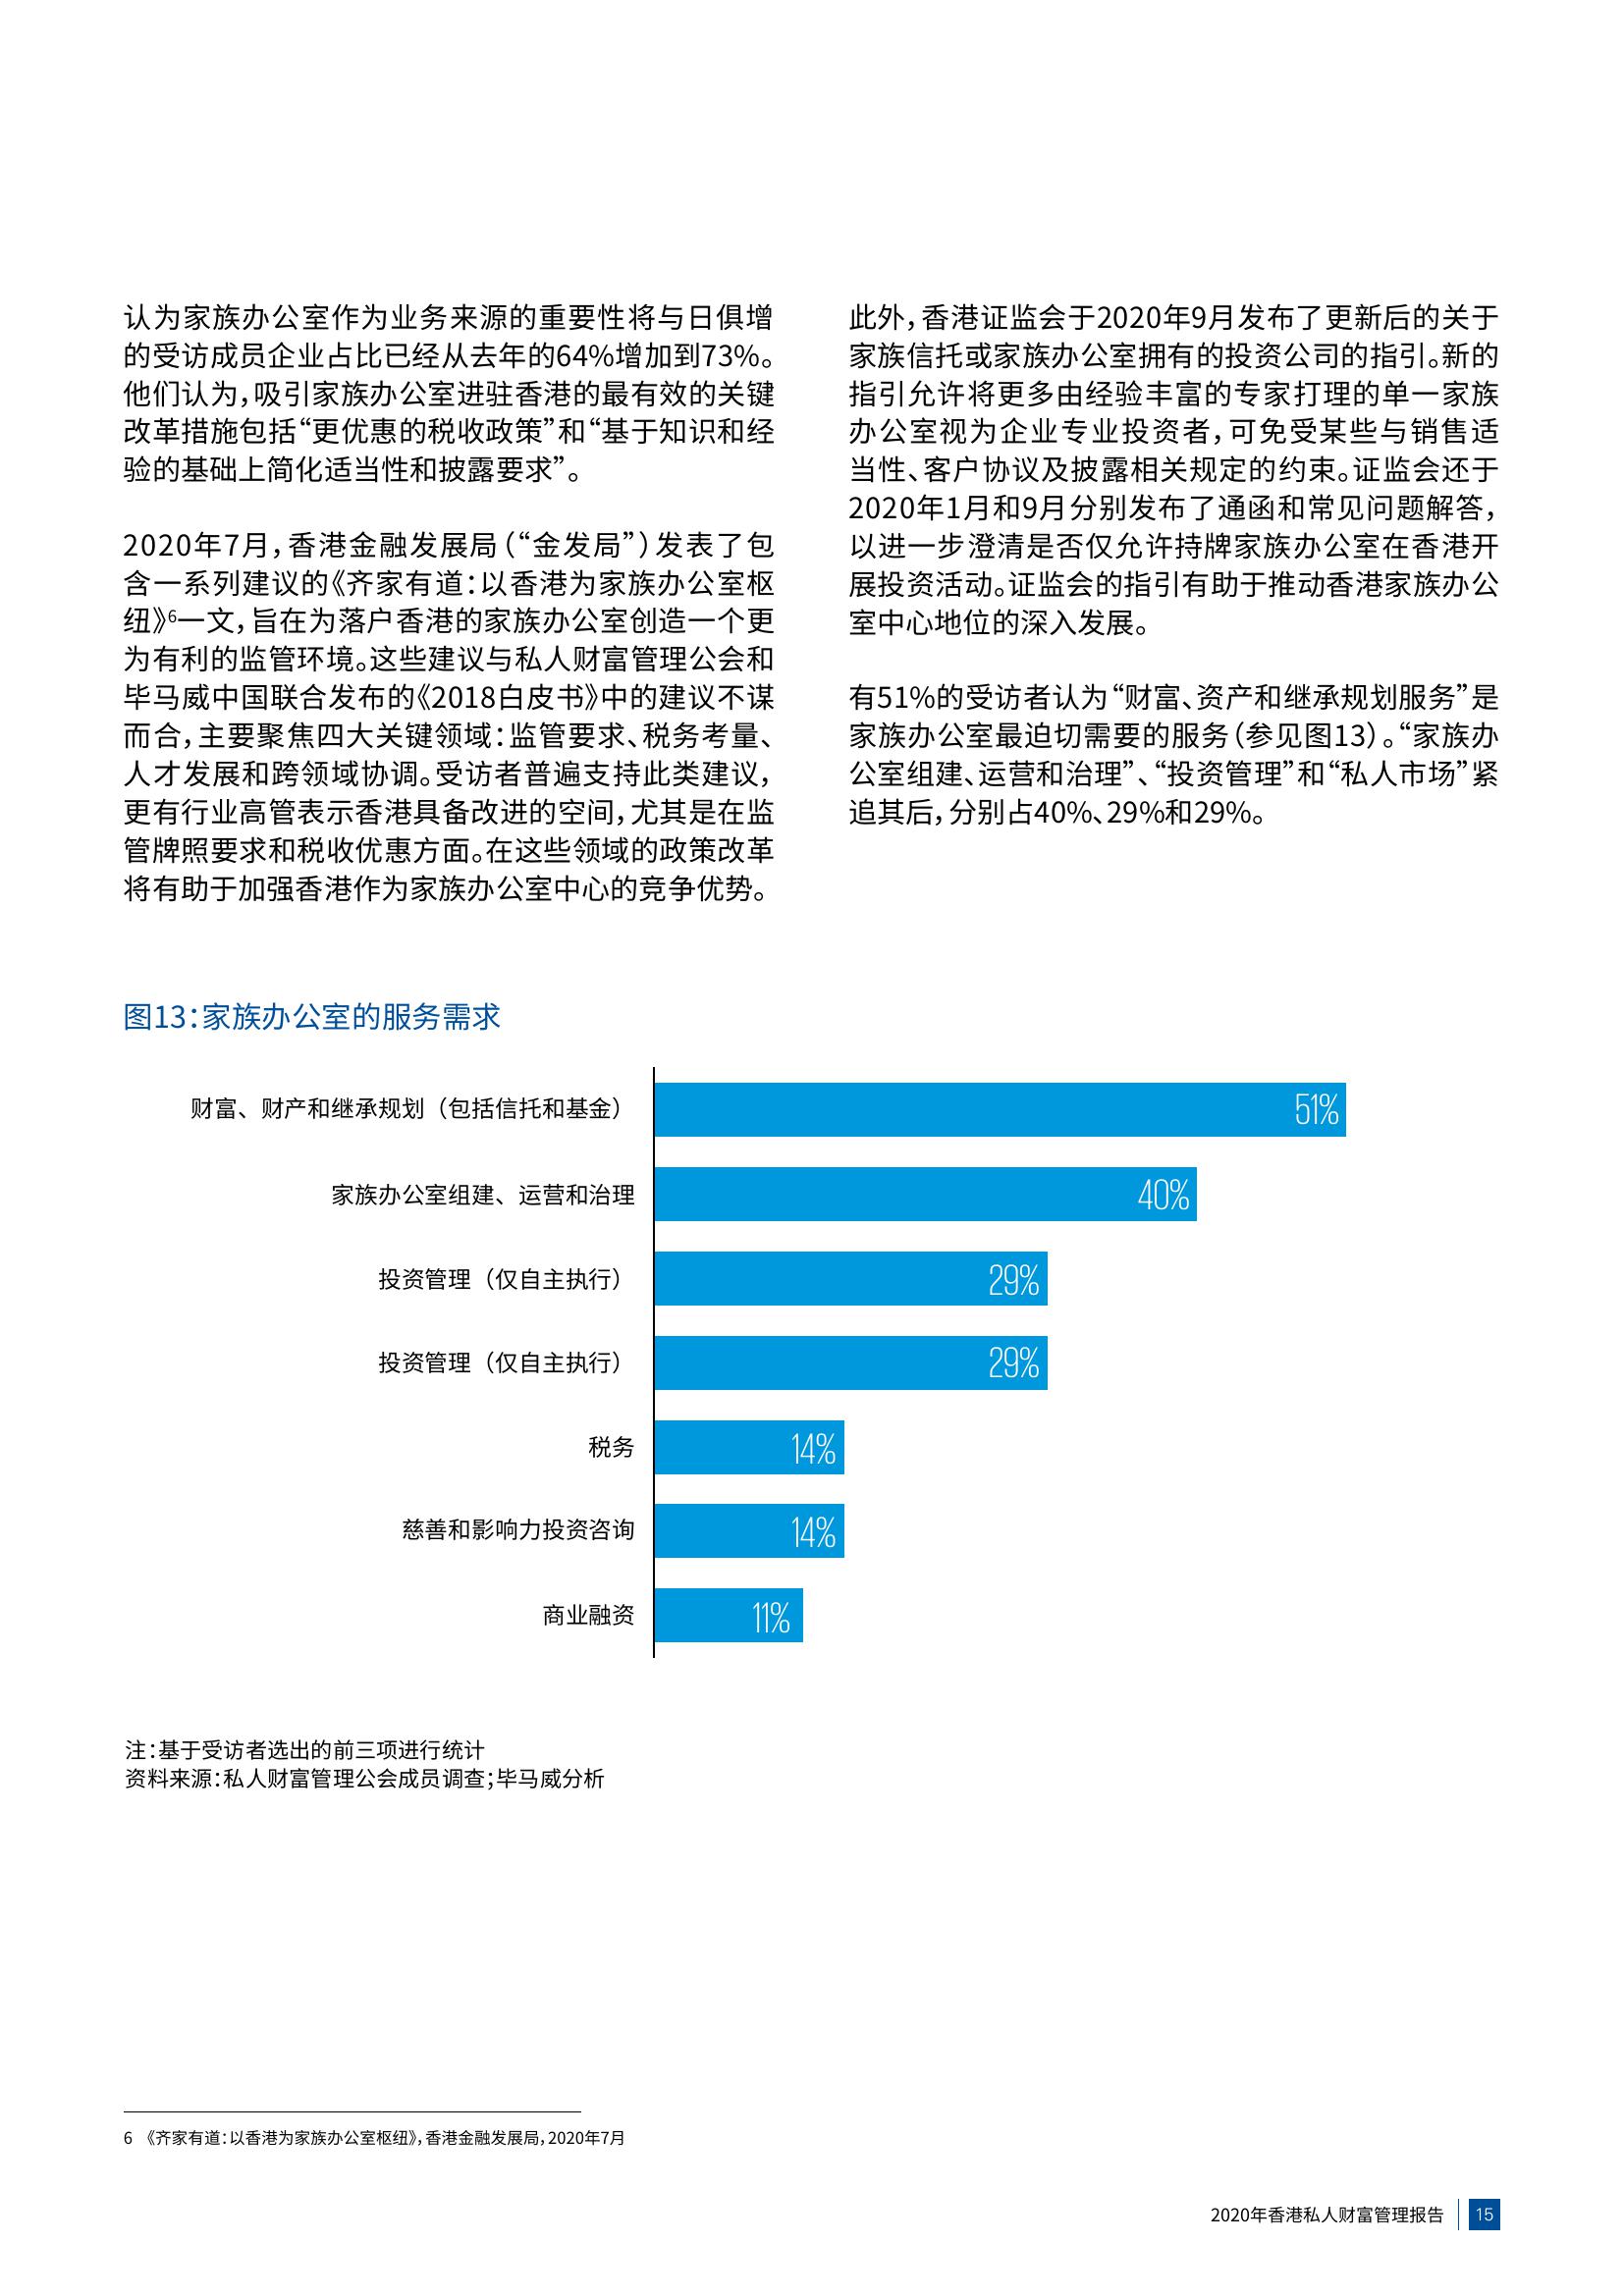 认为家族办公室作为业务来源的重要性将与日俱增
的受访成员企业占比已经从去年的64%增加到73%。
他们认为，吸引家族办公室进驻香港的最有效的关键
改革措施包括“更优惠的税收政策”和“基于知识和经
验的基础上简化适当性和披露要求”。
2020年7月，香港金融发展局（“金发局”）发表了包
含一系列建议的《齐家有道：以香港为家族办公室枢
纽》6一文，旨在为落户香港的家族办公室创造一个更
为有利的监管环境。这些建议与私人财富管理公会和
毕马威中国联合发布的《2018白皮书》中的建议不谋
而合，主要聚焦四大关键领域：监管要求、税务考量、
人才发展和跨领域协调。受访者普遍支持此类建议，
更有行业高管表示香港具备改进的空间，尤其是在监
管牌照要求和税收优惠方面。在这些领域的政策改革
将有助于加强香港作为家族办公室中心的竞争优势。
此外，香港证监会于2020年9月发布了更新后的关于
家族信托或家族办公室拥有的投资公司的指引。新的
指引允许将更多由经验丰富的专家打理的单一家族
办公室视为企业专业投资者，可免受某些与销售适
当性、客户协议及披露相关规定的约束。证监会还于
2020年1月和9月分别发布了通函和常见问题解答，
以进一步澄清是否仅允许持牌家族办公室在香港开
展投资活动。证监会的指引有助于推动香港家族办公
室中心地位的深入发展。
有51%的受访者认为“财富、资产和继承规划服务”是
家族办公室最迫切需要的服务（参见图13）。“家族办
公室组建、运营和治理”、“投资管理”和“私人市场”紧
追其后，分别占40%、29%和29%。
图13：家族办公室的服务需求
财富、财产和继承规划（包括信托和基金） 51%
家族办公室组建、运营和治理 40%
投资管理（仅自主执行） 29%
投资管理（仅自主执行） 29%
税务 14%
慈善和影响力投资咨询 14%
商业融资 11%
注：基于受访者选出的前三项进行统计
资料来源：私人财富管理公会成员调查；毕马威分析
6 《齐家有道：以香港为家族办公室枢纽》，香港金融发展局，2020年7月
2020年香港私人财富管理报告 15